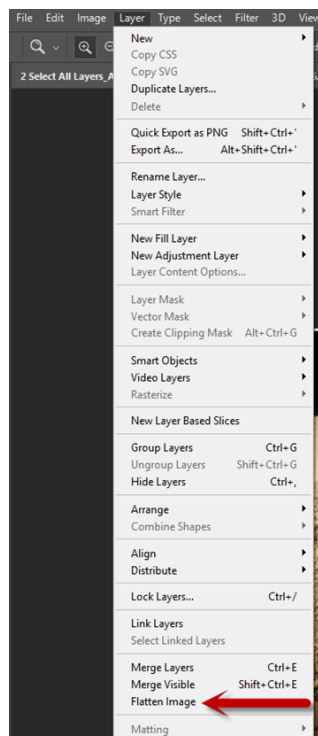 File Edit Image Layer Type Select Filter 3D View
2 Select All Layers_A
New
Copy CSS
Copy SVG
Duplicate Layers...
Delete
Quick Export as PNG Shift+Ctrl+'
Export As... Alt+Shift+Ctrl+'
Rename Layer...
Layer Style
Smart Filter
New Fill Layer
New Adjustment Layer
Layer Content Options...
Layer Mask
Vector Mask
Create Clipping Mask Alt+Ctrl+G
Smart Objects
Video Layers
Rasterize
New Layer Based Slices
Group Layers Ctrl+G
Ungroup Layers Shift+Ctrl+G
Hide Layers Ctrl+,
Arrange
Combine Shapes
Align
Distribute
Lock Layers... Ctrl+/
Link Layers
Select Linked Layers
Merge Layers Ctrl+E
Merge Visible Shift+Ctrl+E
Flatten Image
Matting